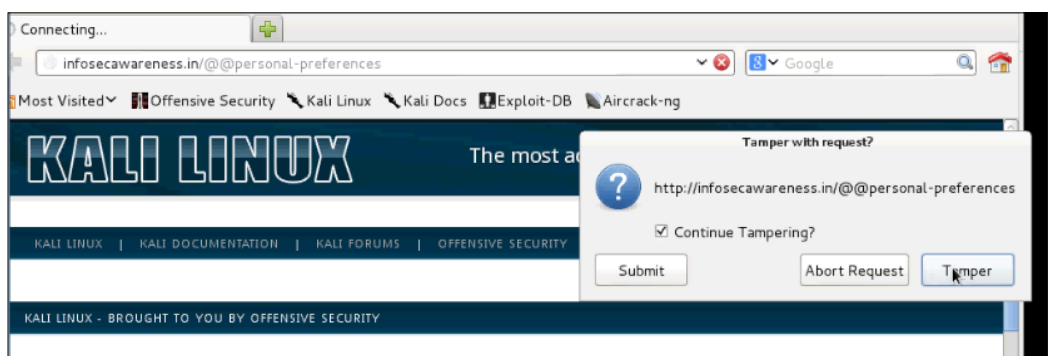 Connecting...
infosecawareness.in/@@personal-preferences
Google
Most Visited
Offensive Security
Kali Linux
Kali Docs
Exploit-DB
Aircrack-ng
KALI LINUX
The most a
Tamper with request?
http://infosecawareness.in/@@personal-preferences
Continue Tampering?
Submit
Abort Request
Tamper
KALI LINUX | KALI DOCUMENTATION | KALI FORUMS | OFFENSIVE SECURITY
KALI LINUX - BROUGHT TO YOU BY OFFENSIVE SECURITY